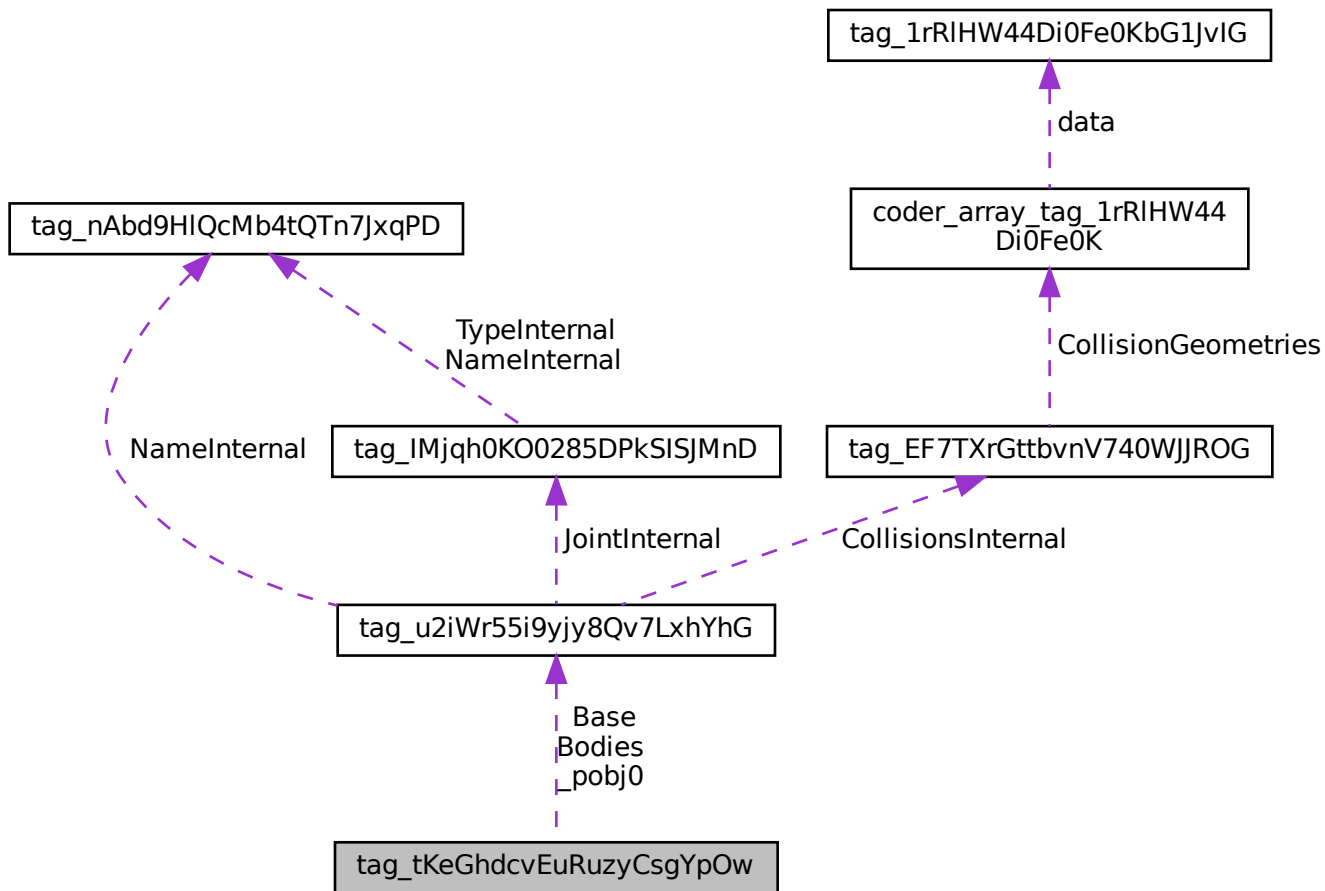 tag_1rRlHW44Di0Fe0KbG1JvIG
data
tag_nAbd9HlQcMb4tQTn7JxqPD
coder_array_tag_1rRlHW44
Di0Fe0K
TypeInternal
NameInternal
CollisionGeometries
NameInternal
tag_IMjqh0KO0285DPkSISJMnD
tag_EF7TXrGttbvnV740WJJROG
JointInternal
CollisionsInternal
tag_u2iWr55i9yjy8Qv7LxhYhG
Base
Bodies
_pobj0
tag_tKeGhdcvEuRuzyCsgYpOw